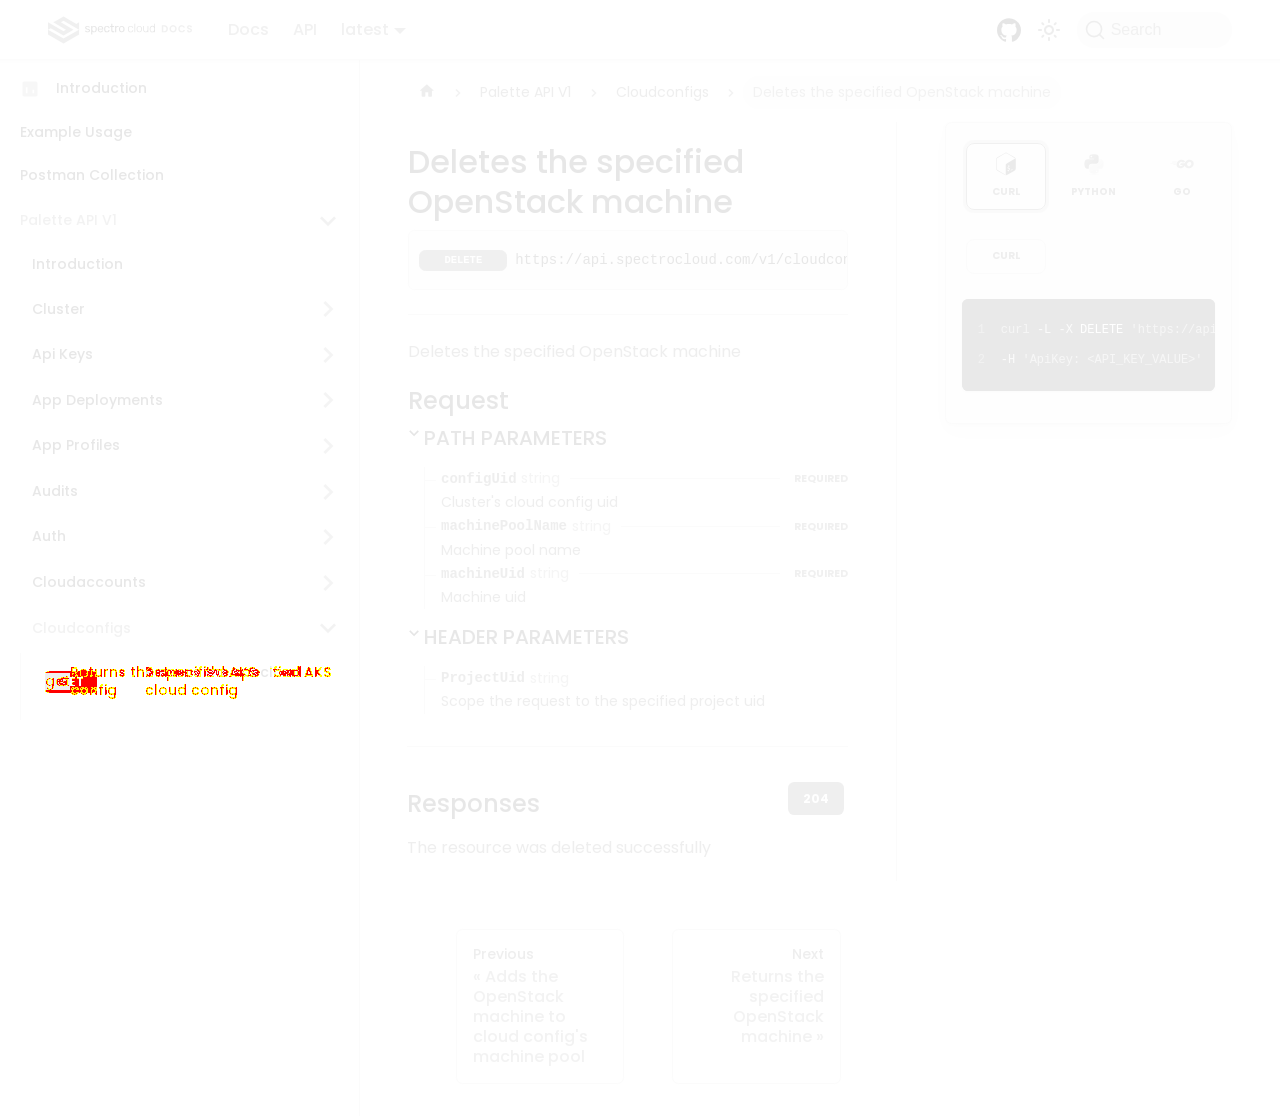 spectro cloud DOCS
Docs API latest
Search
Introduction
Example Usage
Postman Collection
Palette API V1
Introduction
Cluster
Api Keys
App Deployments
App Profiles
Audits
Auth
Cloudaccounts
Cloudconfigs
cloud config
config
Palette API V1
Cloudconfigs
Deletes the specified OpenStack machine
Deletes the specified
OpenStack machine
DELETE https://api.spectrocloud.com/v1/cloudcon
Deletes the specified OpenStack machine
Request
PATH PARAMETERS
configUid string REQUIRED
Cluster's cloud config uid
machinePoolName string REQUIRED
Machine pool name
machineUid string REQUIRED
Machine uid
HEADER PARAMETERS
ProjectUid string
Scope the request to the specified project uid
Responses
204
The resource was deleted successfully
Previous
« Adds the
OpenStack
machine to
cloud config's
machine pool
Next
Returns the
specified
OpenStack
machine »
CURL PYTHON GO
CURL
1 curl -L -X DELETE 'https://api
2 -H 'ApiKey: <API_KEY_VALUE>'